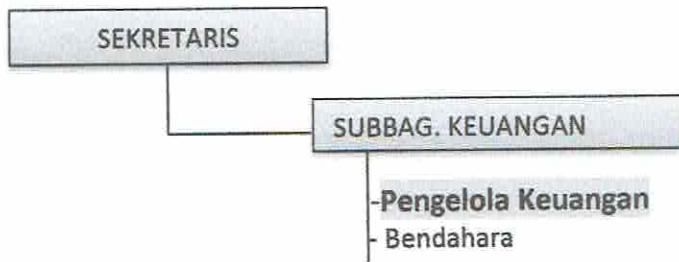 SEKRETARIS
SUBBAG. KEUANGAN
-Pengelola Keuangan
- Bendahara